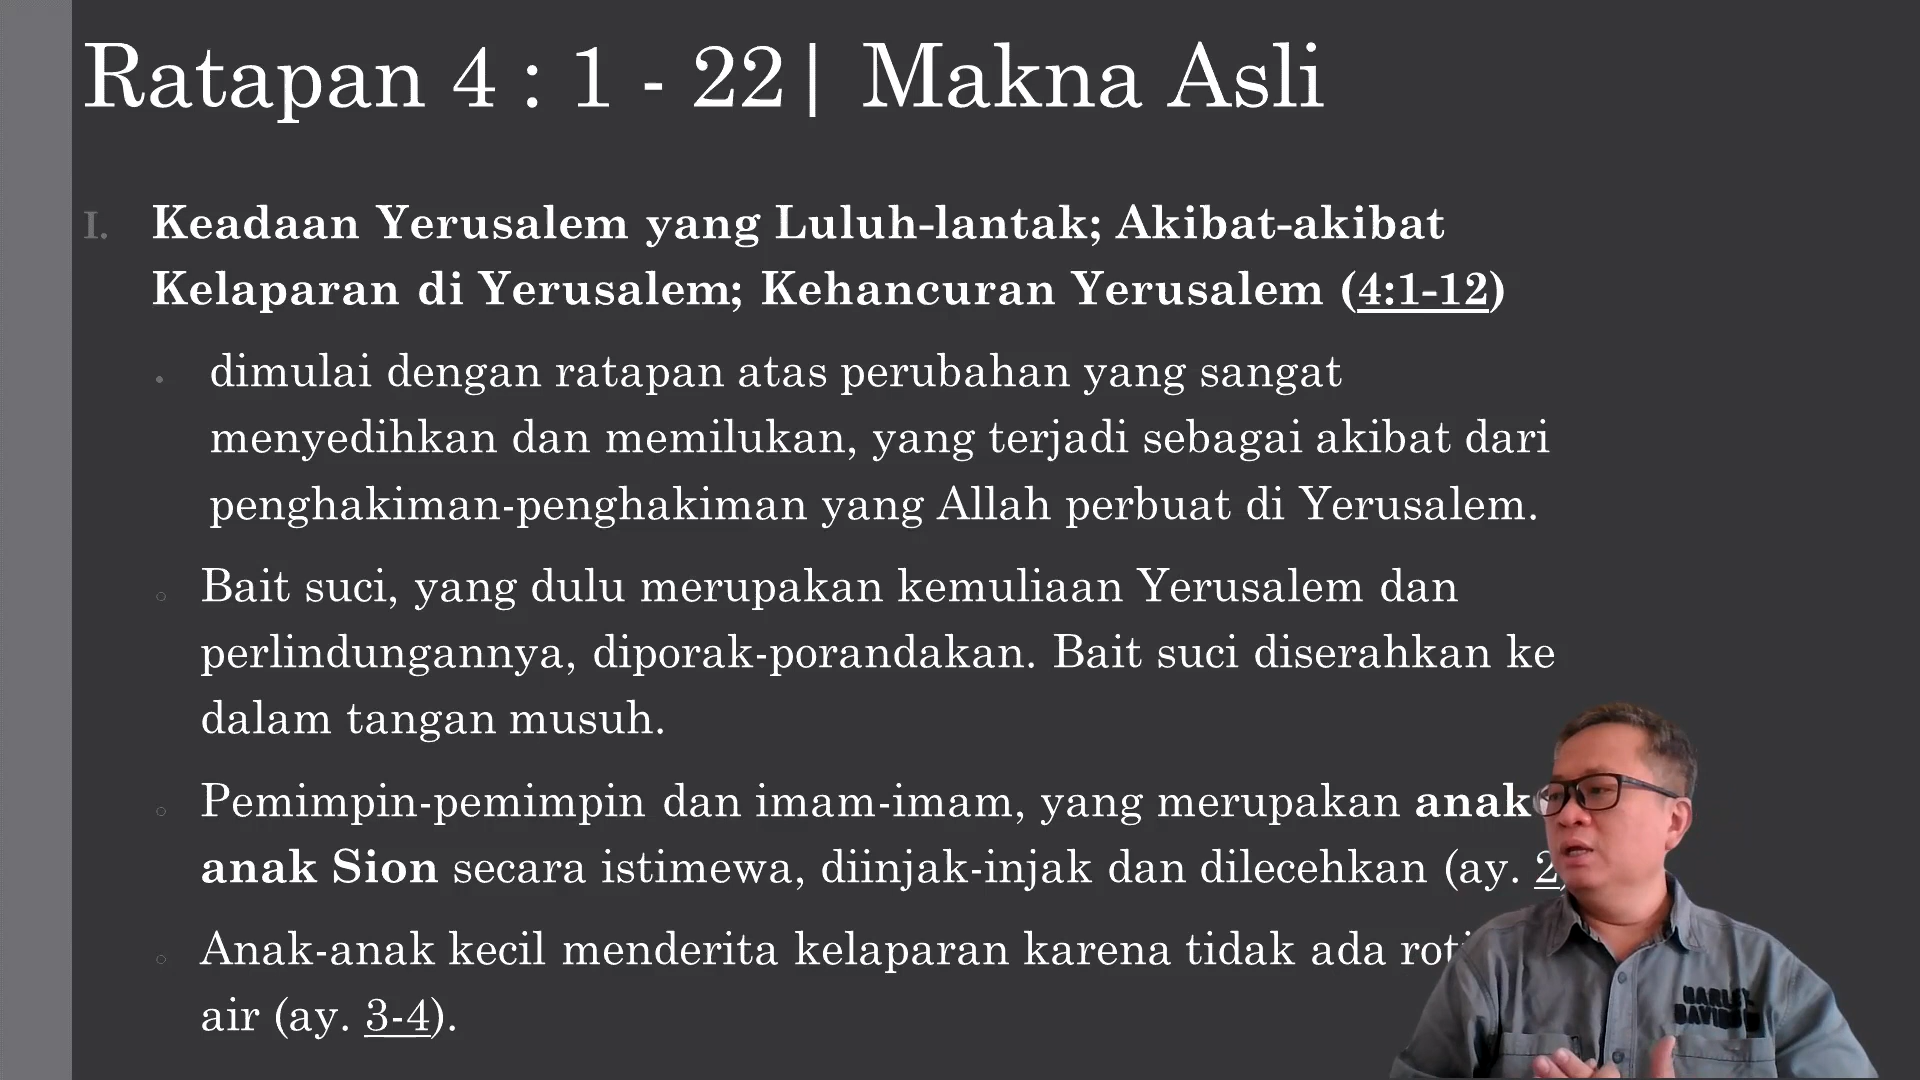 Ratapan 4 : 1 - 22| Makna Asli
I. Keadaan Yerusalem yang Luluh-lantak; Akibat-akibat
Kelaparan di Yerusalem; Kehancuran Yerusalem (4:1-12)
• dimulai dengan ratapan atas perubahan yang sangat
menyedihkan dan memilukan, yang terjadi sebagai akibat dari
penghakiman-penghakiman yang Allah perbuat di Yerusalem.
○ Bait suci, yang dulu merupakan kemuliaan Yerusalem dan
perlindungannya, diporak-porandakan. Bait suci diserahkan ke
dalam tangan musuh.
○ Pemimpin-pemimpin dan imam-imam, yang merupakan anak
anak Sion secara istimewa, diinjak-injak dan dilecehkan (ay. 2
○ Anak-anak kecil menderita kelaparan karena tidak ada roti
air (ay. 3-4).